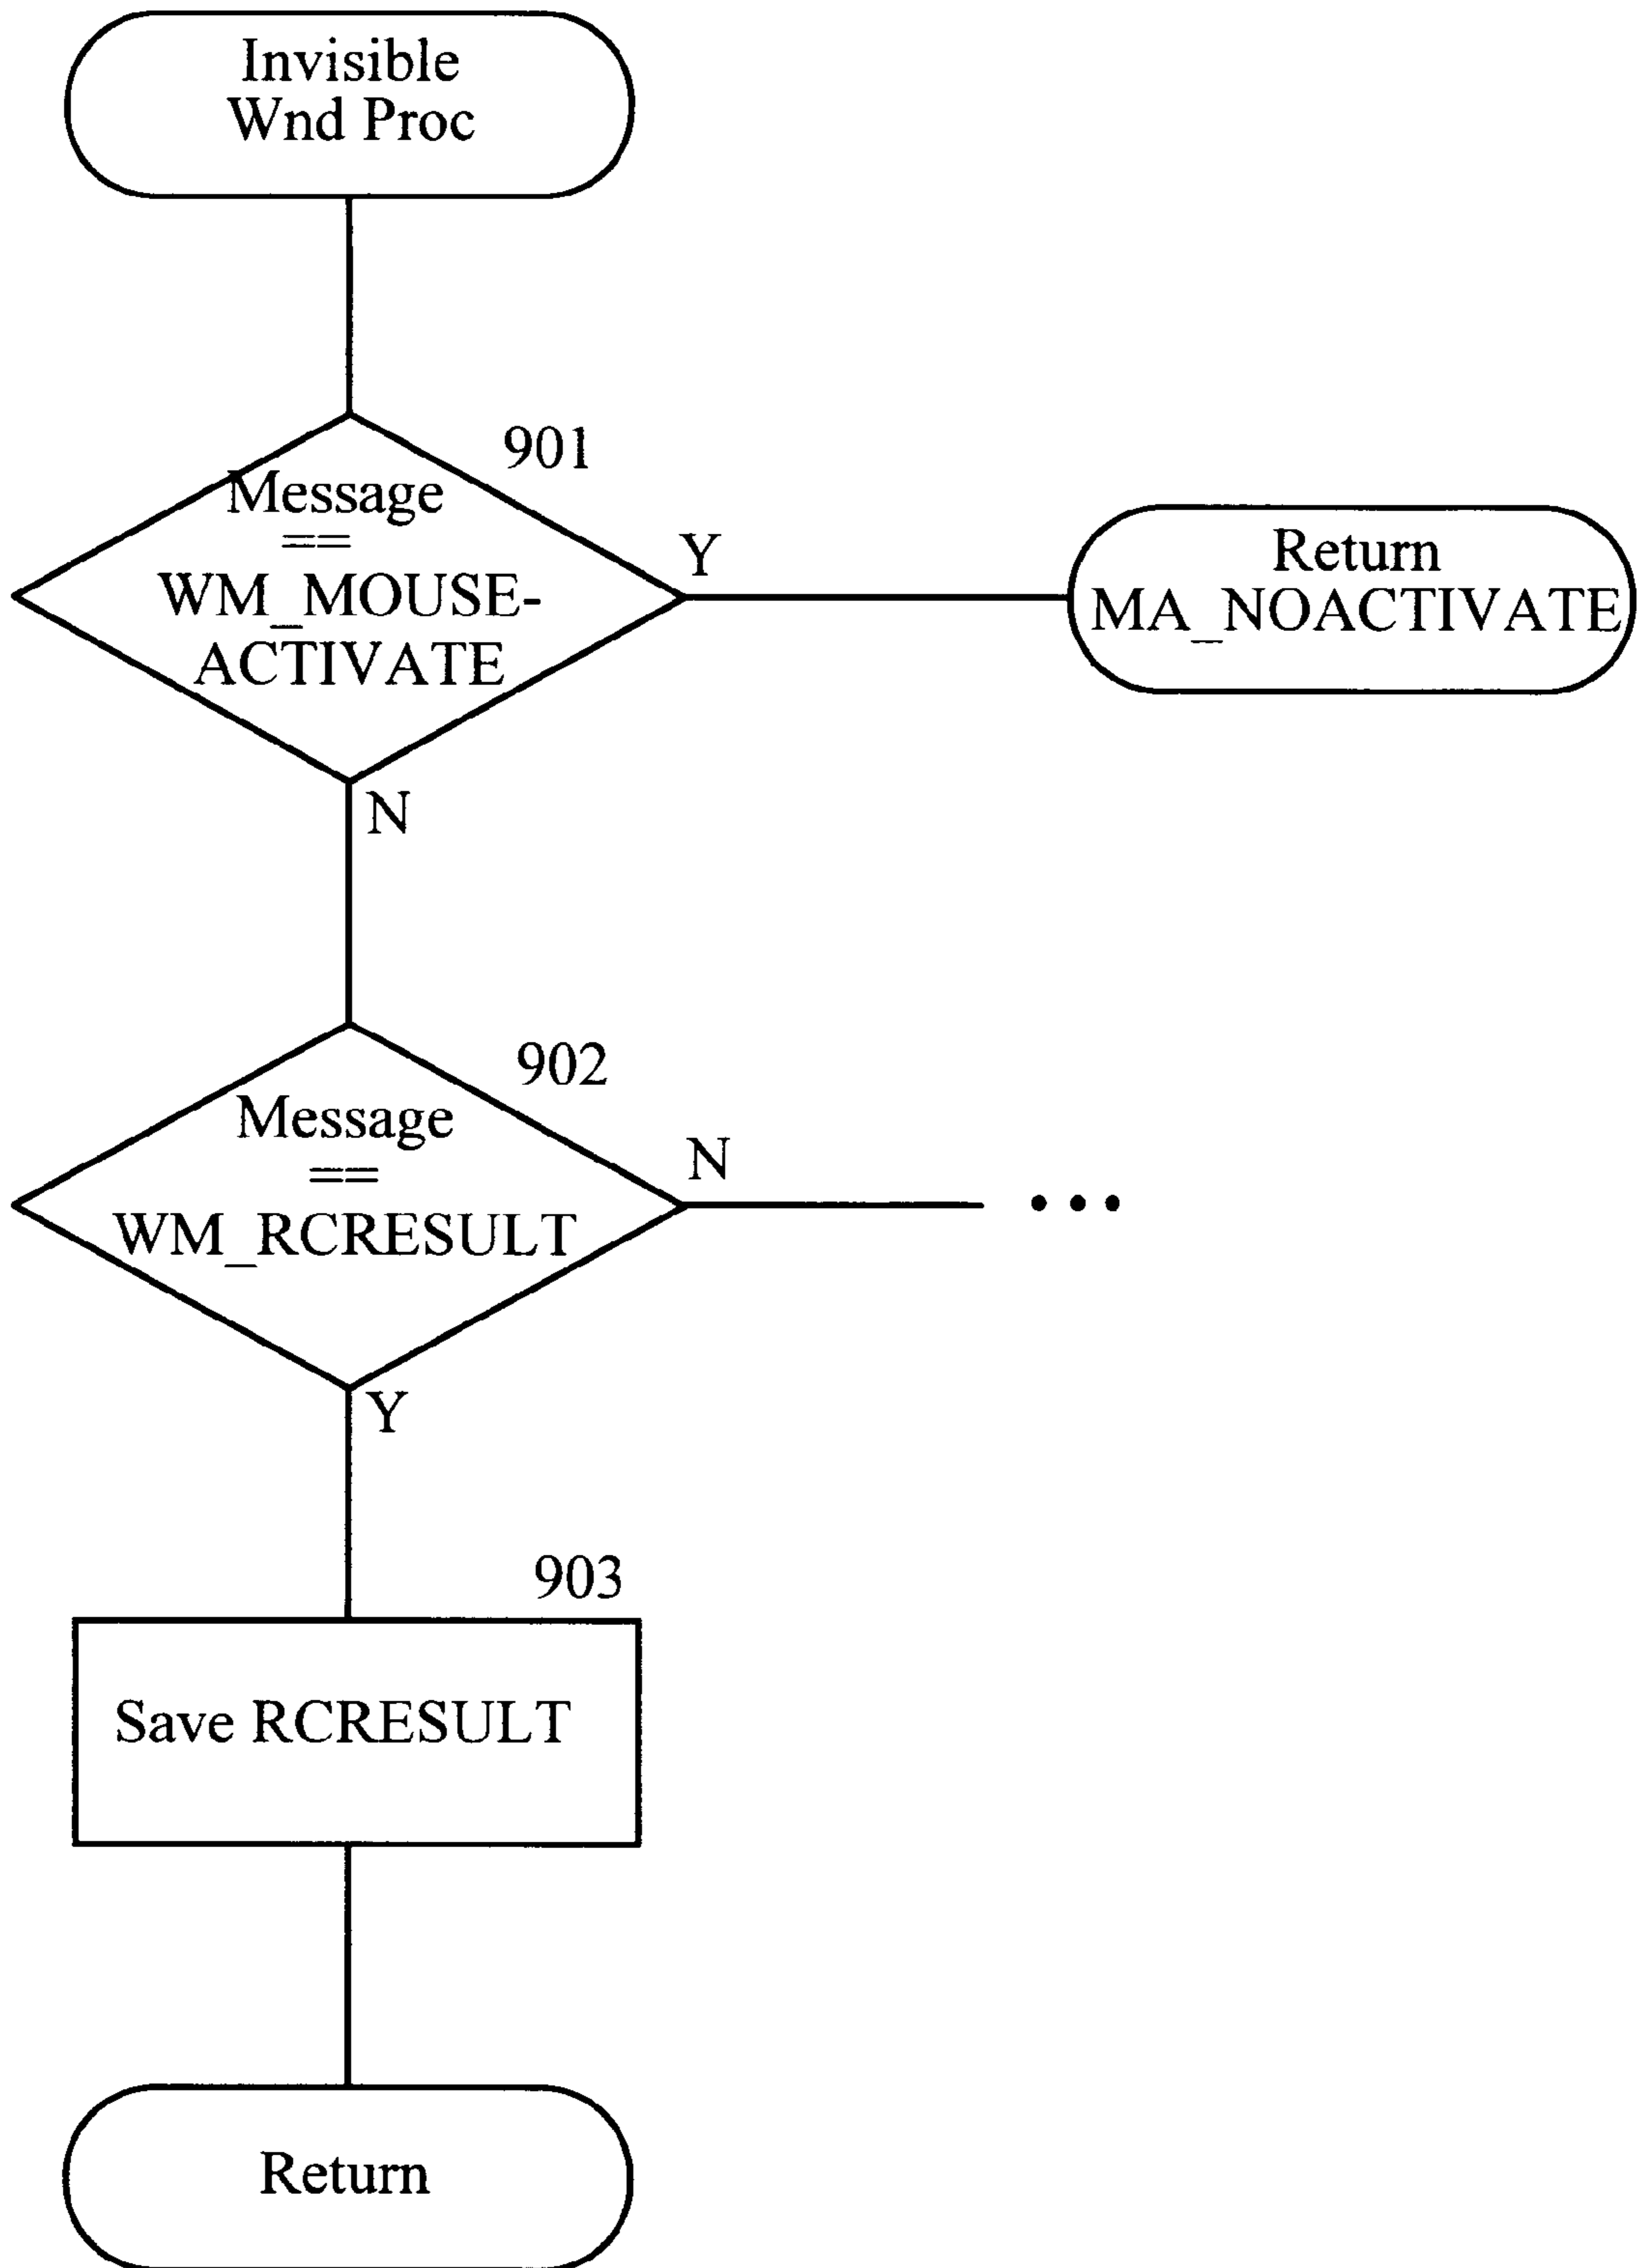 Invisible
Wnd Proc
901
Message
==
WM_MOUSE-
ACTIVATE
Y
Return
MA_NOACTIVATE
N
902
Message
==
WM_RCRESULT
N
• • •
Y
903
Save RCRESULT
Return